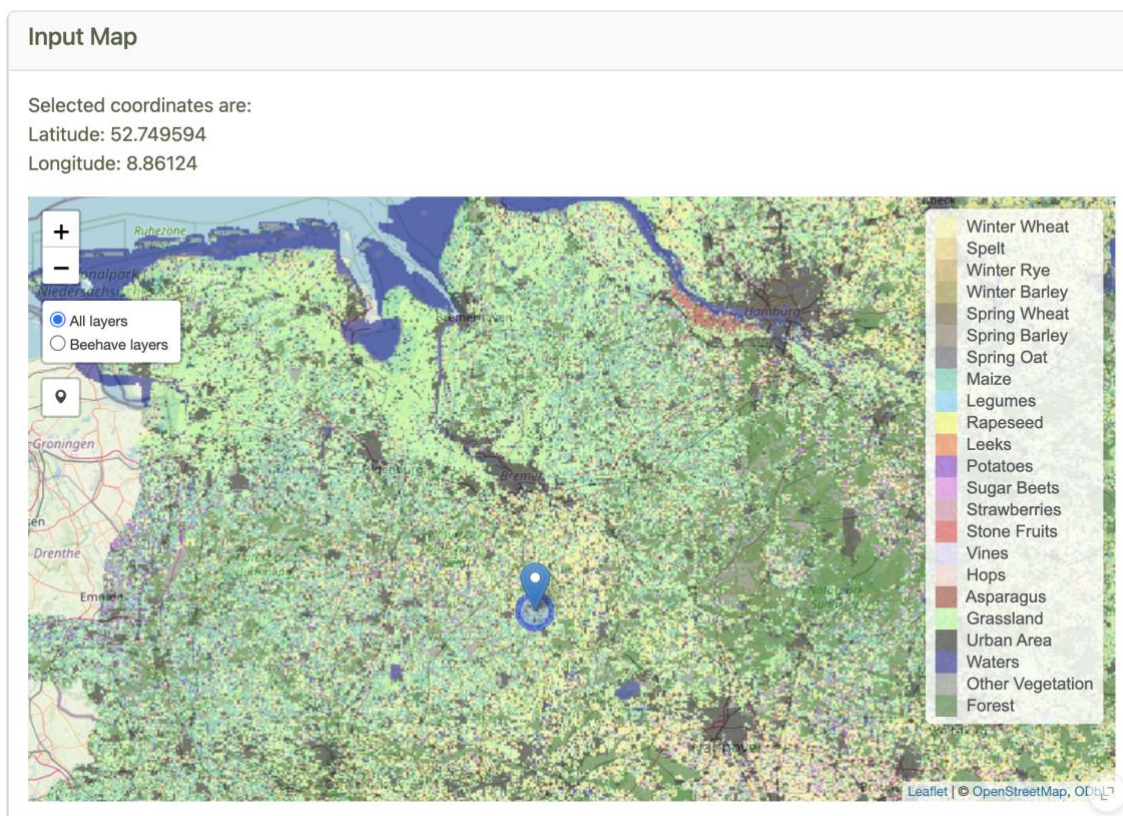 Input Map
Selected coordinates are:
Latitude: 52.749594
Longitude: 8.86124
+
−
All layers
Beehave layers
Ruhezone
Groningen
Drenthe
Hamburg
Bremen
Winter Wheat
Spelt
Winter Rye
Winter Barley
Spring Wheat
Spring Barley
Spring Oat
Maize
Legumes
Rapeseed
Leeks
Potatoes
Sugar Beets
Strawberries
Stone Fruits
Vines
Hops
Asparagus
Grassland
Urban Area
Waters
Other Vegetation
Forest
Leaflet | © OpenStreetMap, ODbL